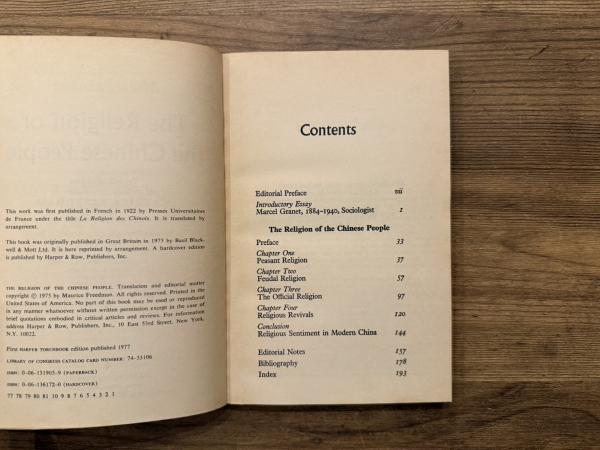 This work was first published in French in 1922 by Presses Universitaires
de France under the title La Religion des Chinois. It is translated by
arrangement.
This book was originally published in Great Britain in 1975 by Basil Black-
well & Mott Ltd. It is here reprinted by arrangement. A hardcover edition
is published by Harper & Row, Publishers, Inc.
THE RELIGION OF THE CHINESE PEOPLE. Translation and editorial matter
copyright © 1975 by Maurice Freedman. All rights reserved. Printed in the
United States of America. No part of this book may be used or reproduced
in any manner whatsoever without written permission except in the case of
brief quotations embodied in critical articles and reviews. For information
address Harper & Row, Publishers, Inc., 10 East 53rd Street, New York,
N.Y. 10022.
First HARPER TORCHBOOK edition published 1977
LIBRARY OF CONGRESS CATALOG CARD NUMBER: 74-33106
ISBN: 0-06-131905-9 (PAPERBACK)
ISBN: 0-06-136172-0 (HARDCOVER)
77 78 79 80 81 10 9 8 7 6 5 4 3 2 1
Contents
Editorial Preface vii
Introductory Essay
Marcel Granet, 1884–1940, Sociologist 1
The Religion of the Chinese People
Preface 33
Chapter One
Peasant Religion 37
Chapter Two
Feudal Religion 57
Chapter Three
The Official Religion 97
Chapter Four
Religious Revivals 120
Conclusion
Religious Sentiment in Modern China 144
Editorial Notes 157
Bibliography 178
Index 193